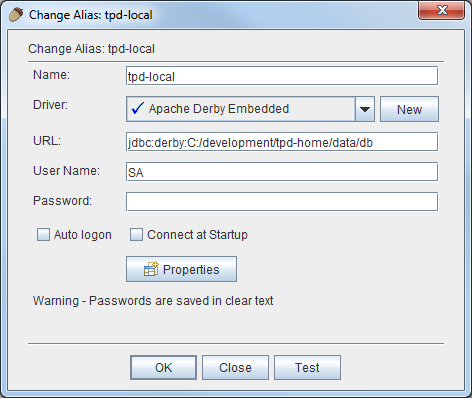 Change Alias: tpd-local
Change Alias: tpd-local
Name: tpd-local
Driver: Apache Derby Embedded New
URL: jdbc:derby:C:/development/tpd-home/data/db
User Name: SA
Password:
Auto logon Connect at Startup
Properties
Warning - Passwords are saved in clear text
OK Close Test